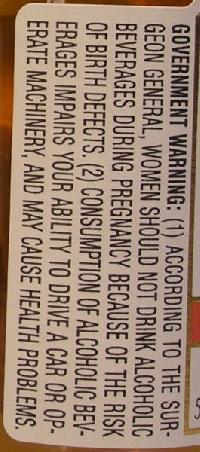 GOVERNMENT WARNING: (1) ACCORDING TO THE SUR-
GEON GENERAL, WOMEN SHOULD NOT DRINK ALCOHOLIC
BEVERAGES DURING PREGNANCY BECAUSE OF THE RISK
OF BIRTH DEFECTS. (2) CONSUMPTION OF ALCOHOLIC BEV-
ERAGES IMPAIRS YOUR ABILITY TO DRIVE A CAR OR OP-
ERATE MACHINERY, AND MAY CAUSE HEALTH PROBLEMS.